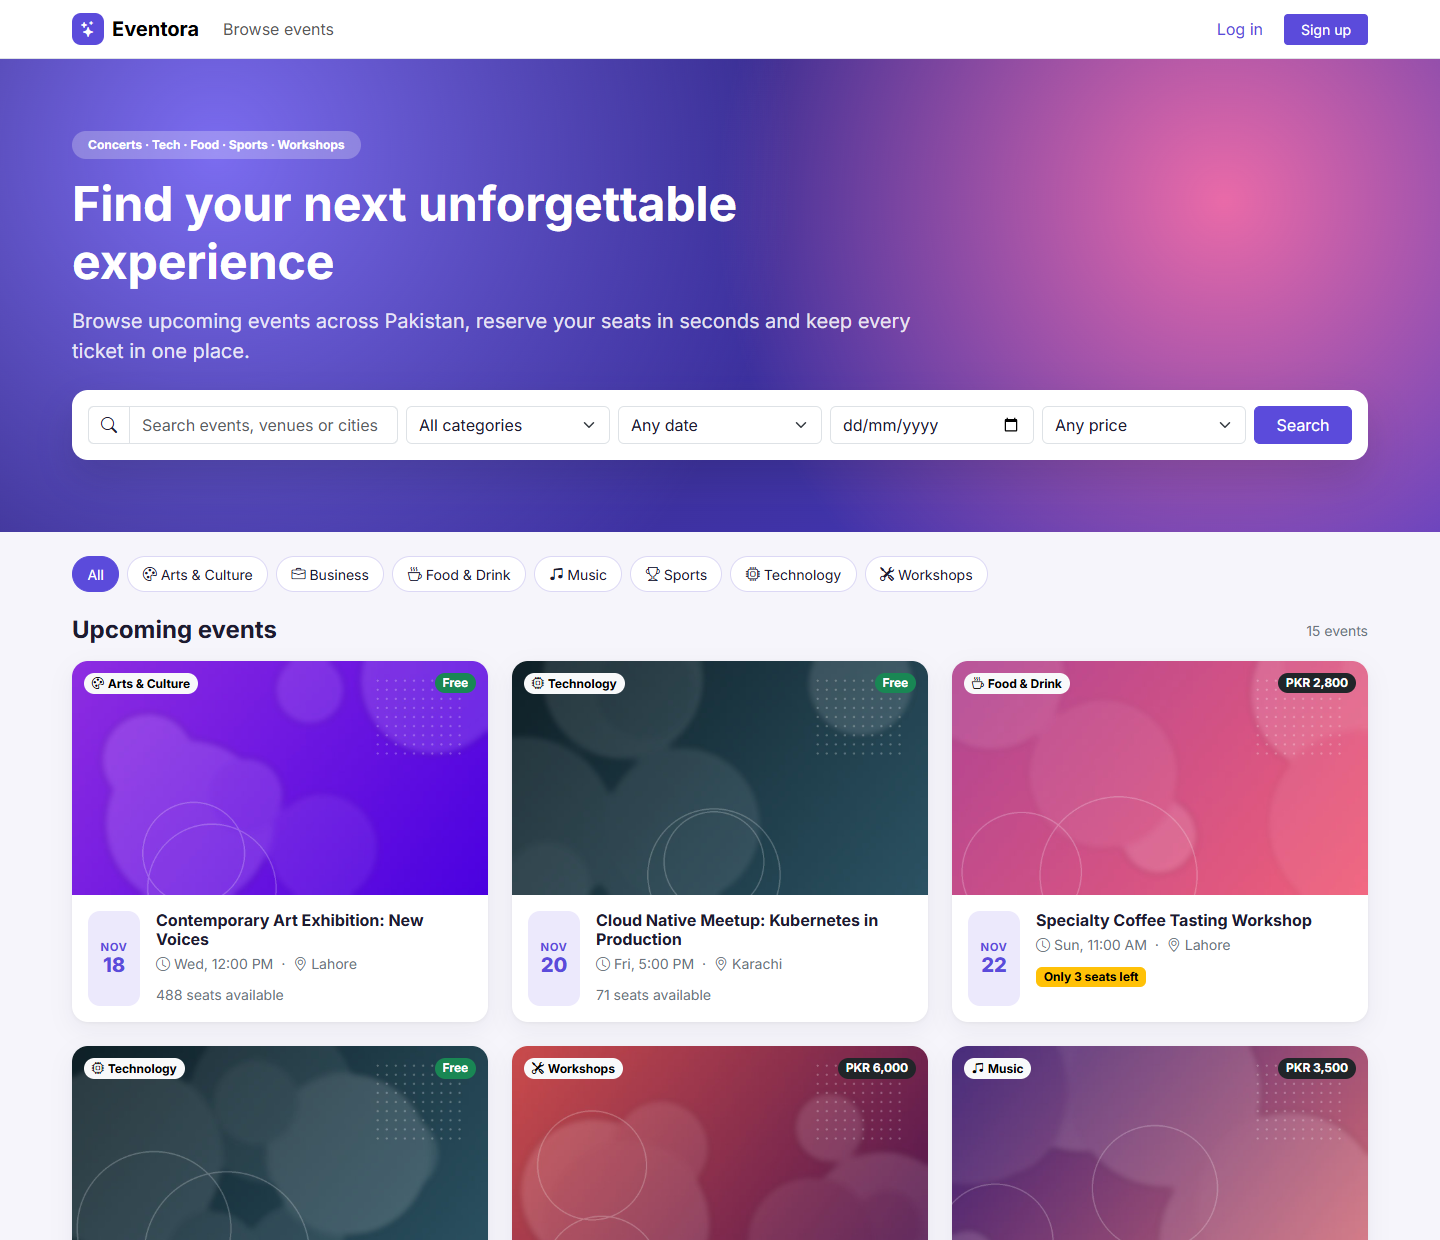 Eventora
Browse events
Log in
Sign up
Concerts · Tech · Food · Sports · Workshops
Find your next unforgettable
experience
Browse upcoming events across Pakistan, reserve your seats in seconds and keep every
ticket in one place.
Search events, venues or cities
All categories
Any date
dd/mm/yyyy
Any price
Search
All
Arts & Culture
Business
Food & Drink
Music
Sports
Technology
Workshops
Upcoming events
15 events
Arts & Culture
Free
NOV
18
Contemporary Art Exhibition: New
Voices
Wed, 12:00 PM · Lahore
488 seats available
Technology
Free
NOV
20
Cloud Native Meetup: Kubernetes in
Production
Fri, 5:00 PM · Karachi
71 seats available
Food & Drink
PKR 2,800
NOV
22
Specialty Coffee Tasting Workshop
Sun, 11:00 AM · Lahore
Only 3 seats left
Technology
Free
Workshops
PKR 6,000
Music
PKR 3,500